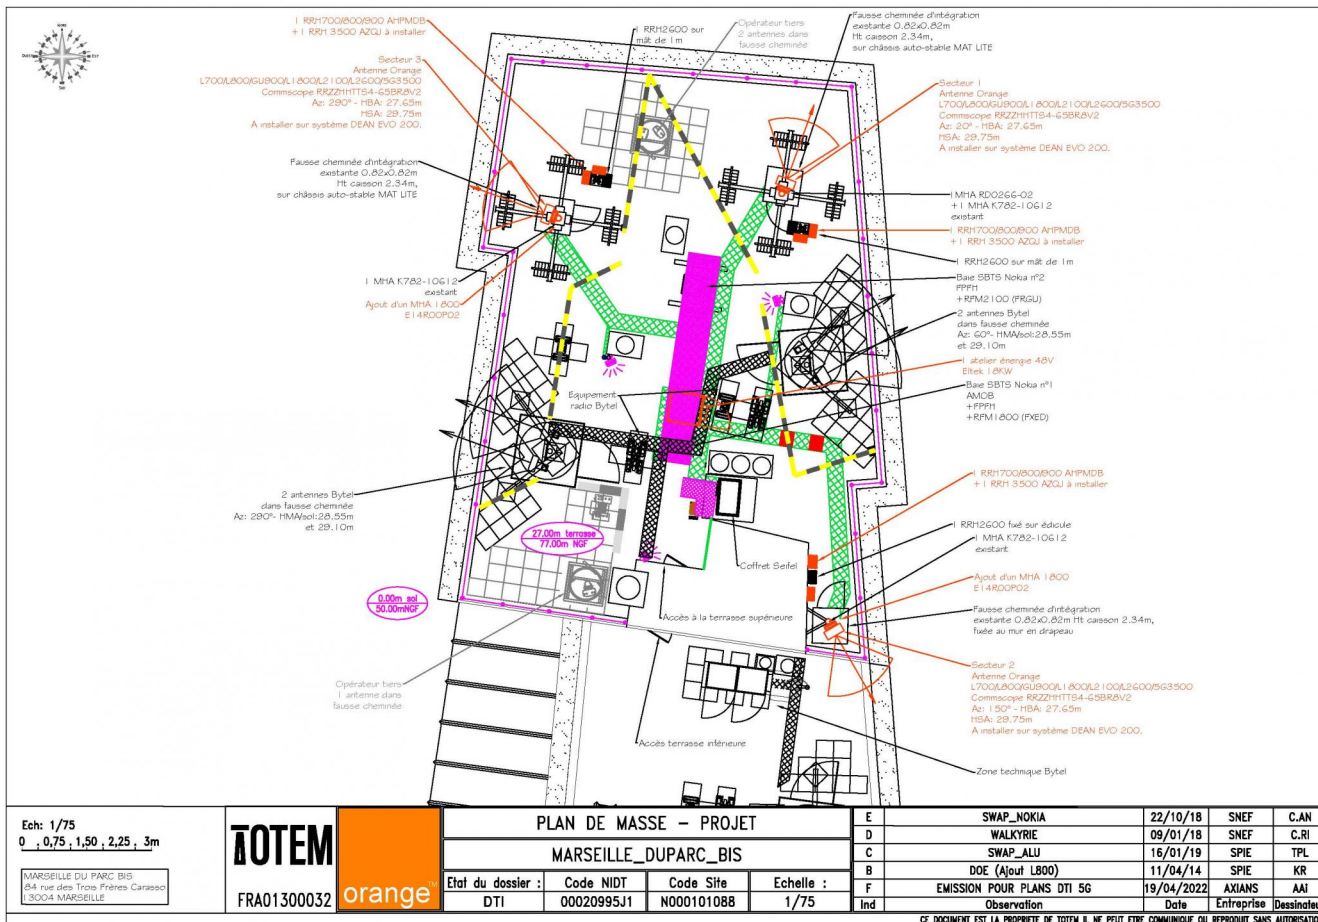 1 RRH700/800/900 AHPMDB
+1 RRH 3500 AZQJ à installer
1 RRH2600 sur
mât de 1m
Opérateur tiers
2 antennes dans
fausse cheminée
Fausse cheminée d'intégration
existante 0.82x0.82m
Ht caisson 2.34m,
sur châssis auto-stable MAT LITE
Secteur 3
Antenne Orange
L700/L800/GU900/L1800/L2100/L2600/5G3500
Commscope RRZZHHTTS4-65BR8V2
Az: 290° - HBA: 27.65m
HSA: 29.75m
A installer sur système DEAN EVO 200.
Secteur 1
Antenne Orange
L700/L800/GU900/L1800/L2100/L2600/5G3500
Commscope RRZZHHTTS4-65BR8V2
Az: 20° - HBA: 27.65m
HSA: 29.75m
A installer sur système DEAN EVO 200.
Fausse cheminée d'intégration
existante 0.82x0.82m
Ht caisson 2.34m,
sur châssis auto-stable MAT LITE
1 MHA RD0266-02
+1 MHA K782-10612
existant
1 RRH700/800/900 AHPMDB
+1 RRH 3500 AZQJ à installer
1 RRH2600 sur mât de 1m
1 MHA K782-10612
existant
Ajout d'un MHA 1800
E14R00P02
Baie SBTS Nokia n°2
FPFH
+RFM2100 (FRGU)
2 antennes Bytel
dans fausse cheminée
Az: 60°- HMA/sol:28.55m
et 29.10m
1 atelier énergie 48V
Eltek 18KW
Baie SBTS Nokia n°1
AMOB
+FPFH
+RFM1800 (FXED)
Equipement
radio Bytel
2 antennes Bytel
dans fausse cheminée
Az: 290°- HMA/sol:28.55m
et 29.10m
27.00m terrasse
77.00m NGF
0.00m sol
50.00mNGF
Coffret Seifel
1 RRH700/800/900 AHPMDB
+1 RRH 3500 AZQJ à installer
1 RRH2600 fixé sur édicule
1 MHA K782-10612
existant
Ajout d'un MHA 1800
E14R00P02
Fausse cheminée d'intégration
existante 0.82x0.82m Ht caisson 2.34m,
fixée au mur en drapeau
Accès à la terrasse supérieure
Opérateur tiers
1 antenne dans
fausse cheminée
Secteur 2
Antenne Orange
L700/L800/GU900/L1800/L2100/L2600/5G3500
Commscope RRZZHHTTS4-65BR8V2
Az: 150° - HBA: 27.65m
HSA: 29.75m
A installer sur système DEAN EVO 200.
Accès terrasse inférieure
Zone technique Bytel
Ech: 1/75
0 0,75 1,50 2,25 3m
MARSEILLE DU PARC BIS
84 rue des Trois Frères Carasso
13004 MARSEILLE
TOTEM
FRA01300032
orange™
PLAN DE MASSE - PROJET
MARSEILLE_DUPARC_BIS
Etat du dossier : Code NIDT Code Site Echelle :
DTI 00020995J1 N000101088 1/75
E SWAP_NOKIA 22/10/18 SNEF C.AN
D WALKYRIE 09/01/18 SNEF C.RI
C SWAP_ALU 16/01/19 SPIE TPL
B DOE (Ajout L800) 11/04/14 SPIE KR
F EMISSION POUR PLANS DTI 5G 19/04/2022 AXIANS AAI
Ind Observation Date Entreprise Dessinateur
CE DOCUMENT EST LA PROPRIETE DE TOTEM IL NE PEUT ETRE COMMUNIQUE OU REPRODUIT SANS AUTORISATION